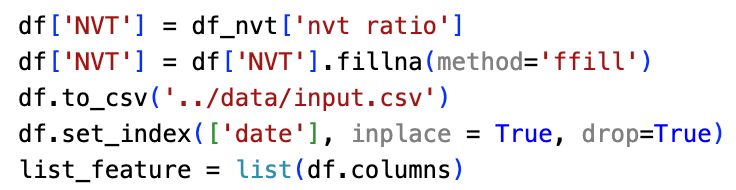 df['NVT'] = df_nvt['nvt ratio']
df['NVT'] = df['NVT'].fillna(method='ffill')
df.to_csv('../data/input.csv')
df.set_index(['date'], inplace = True, drop=True)
list_feature = list(df.columns)